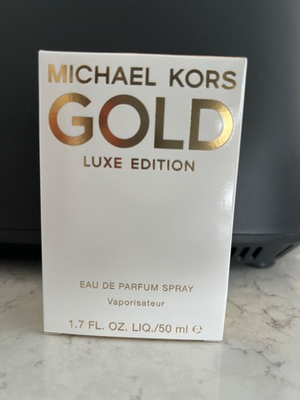 MICHAEL KORS
GOLD
LUXE EDITION
EAU DE PARFUM SPRAY
Vaporisateur
1.7 FL. OZ. LIQ./50 ml ℮